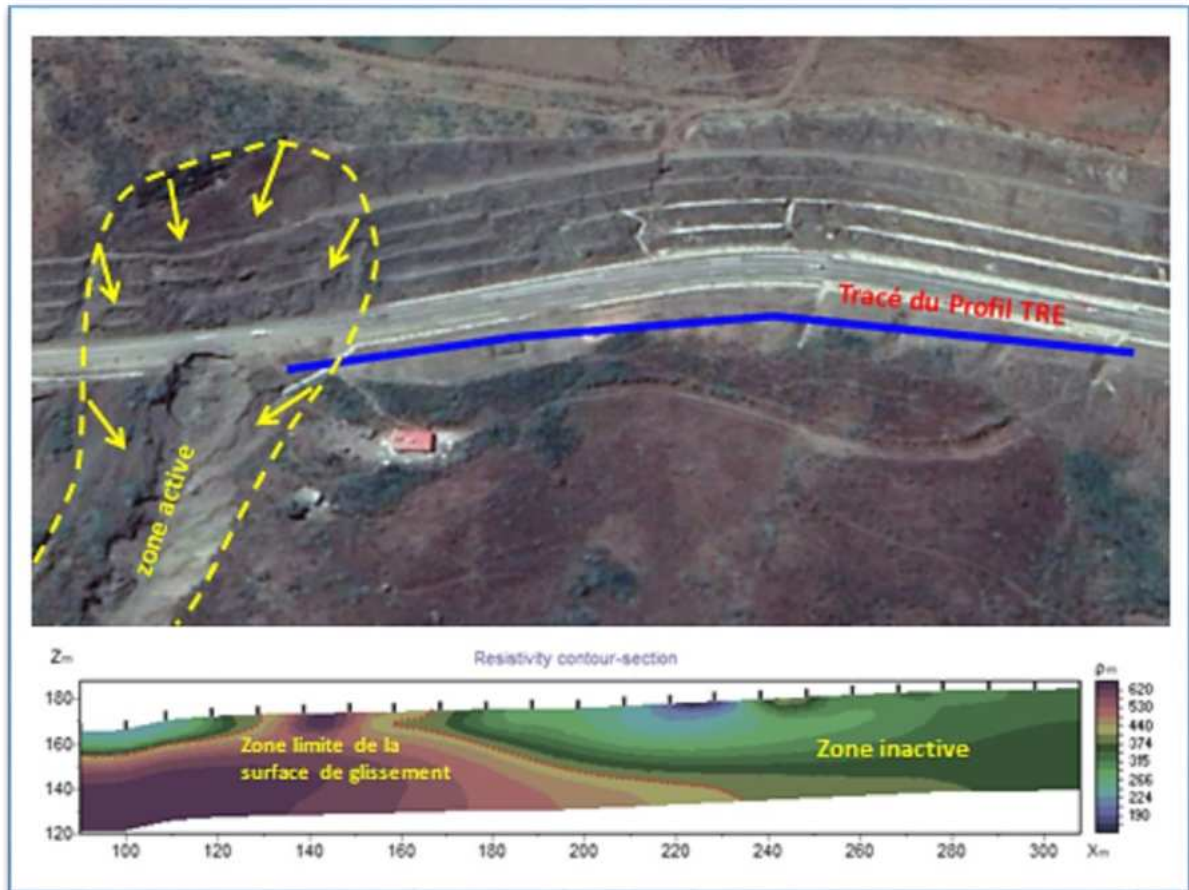 Tracé du Profil TRE
zone active
Zm
Resistivity contour-section
ρm
180
160
140
120
Zone limite de la
surface de glissement
Zone inactive
620
530
440
374
315
266
224
190
100 120 140 160 180 200 220 240 260 280 300 Xm